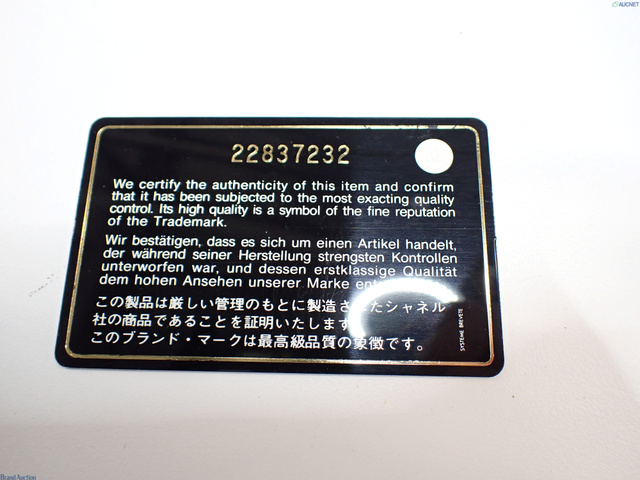 AUCNET
22837232
We certify the authenticity of this item and confirm
that it has been subjected to the most exacting quality
control. Its high quality is a symbol of the fine reputation
of the Trademark.
Wir bestätigen, dass es sich um einen Artikel handelt,
der während seiner Herstellung strengsten Kontrollen
unterworfen war, und dessen erstklassige Qualität
dem hohen Ansehen unserer Marke
この製品は厳しい管理のもとに製造されたシャネル
社の商品であることを証明いたします
このブランド・マークは最高級品質の象徴です。
SYSTEME BREVETE
Brand Auction